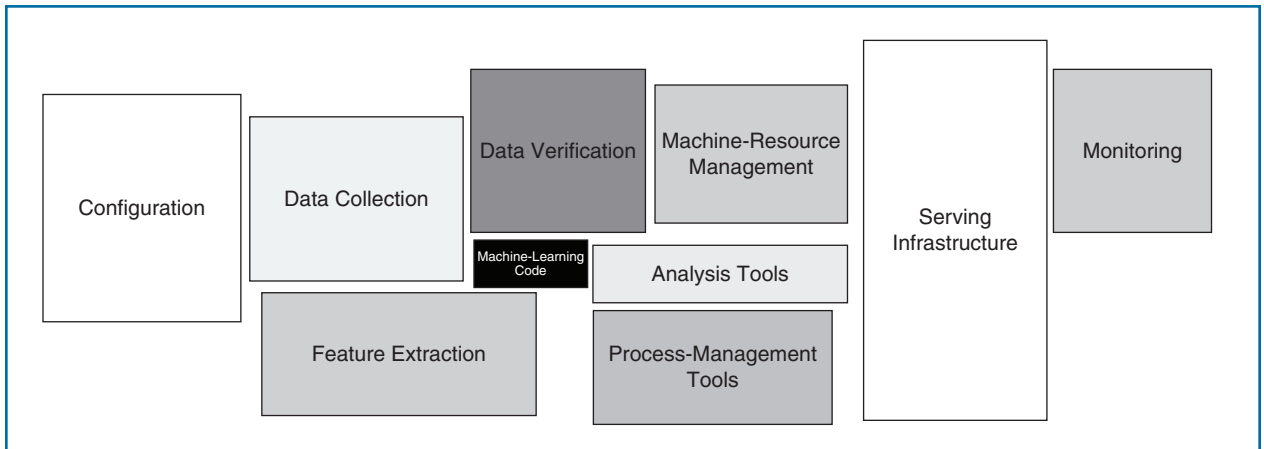 Configuration
Data Collection
Data Verification
Machine-Resource
Management
Serving
Infrastructure
Monitoring
Machine-Learning
Code
Analysis Tools
Feature Extraction
Process-Management
Tools